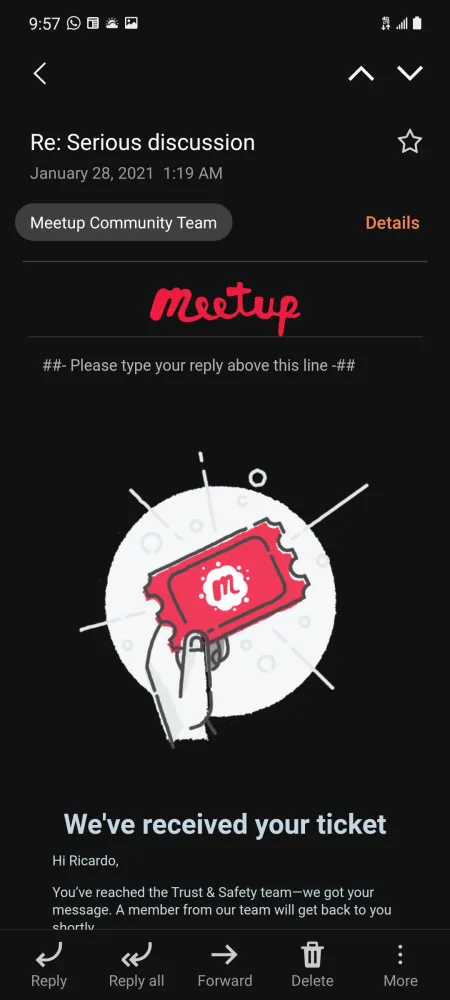 9:57
Re: Serious discussion
January 28, 2021 1:19 AM
Meetup Community Team
Details
meetup
##- Please type your reply above this line -##
m
We've received your ticket
Hi Ricardo,
You've reached the Trust & Safety team—we got your
message. A member from our team will get back to you
shortly
Reply
Reply all
Forward
Delete
More